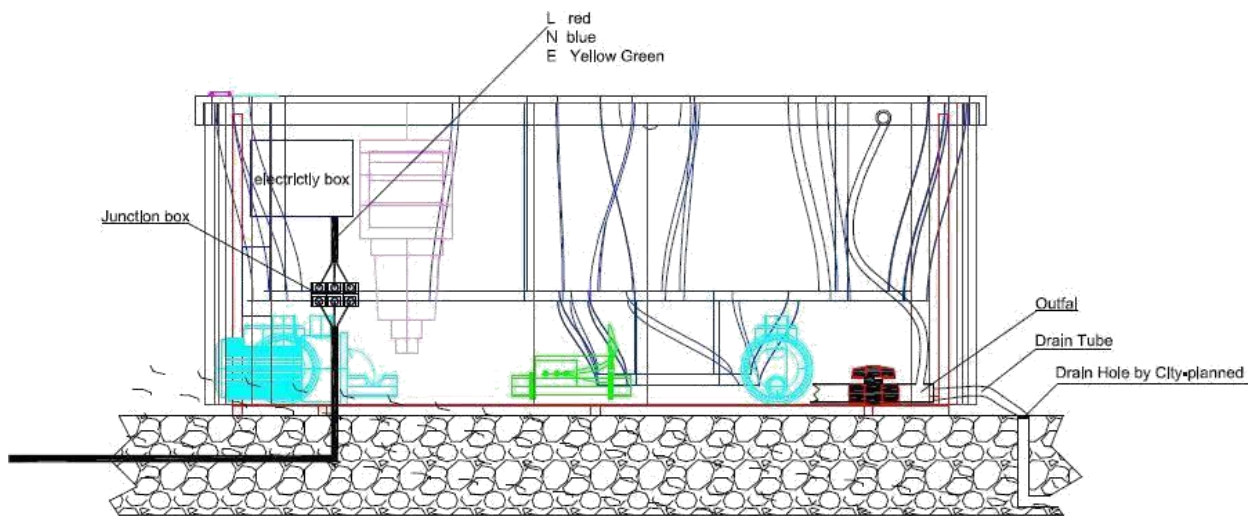 L red
N blue
E Yellow Green
electrictly box
Junction box
Outfal
Drain Tube
Drain Hole by City-planned